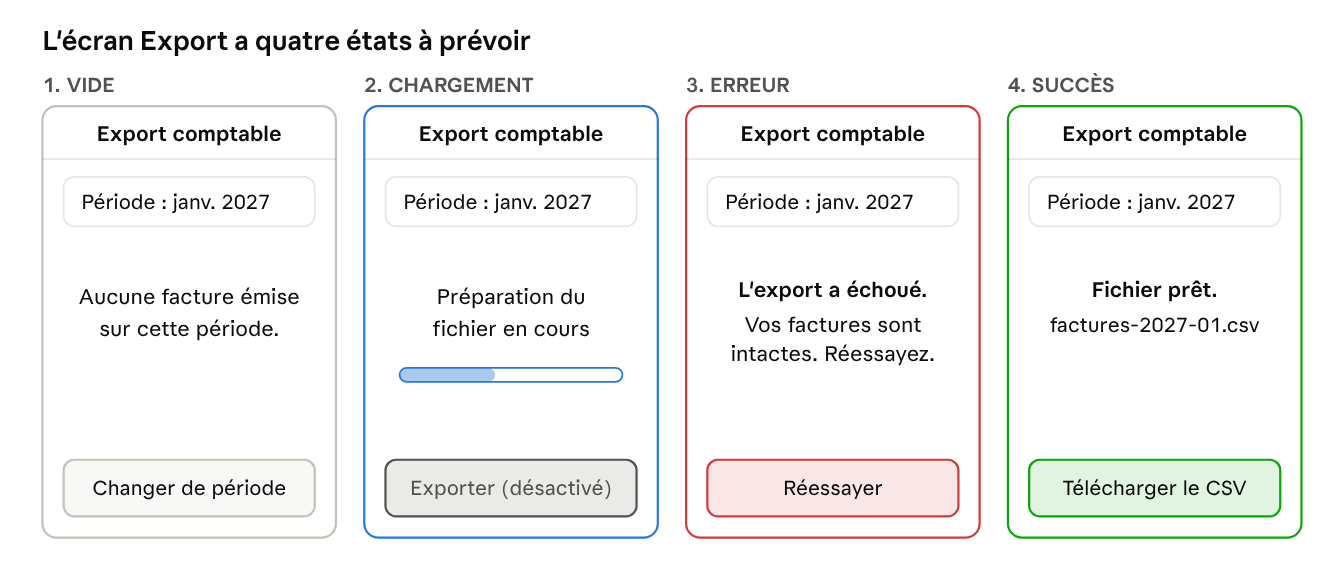 L'écran Export a quatre états à prévoir
1. VIDE
Export comptable
Période : janv. 2027
Aucune facture émise
sur cette période.
Changer de période
2. CHARGEMENT
Export comptable
Période : janv. 2027
Préparation du
fichier en cours
Exporter (désactivé)
3. ERREUR
Export comptable
Période : janv. 2027
L'export a échoué.
Vos factures sont
intactes. Réessayez.
Réessayer
4. SUCCÈS
Export comptable
Période : janv. 2027
Fichier prêt.
factures-2027-01.csv
Télécharger le CSV